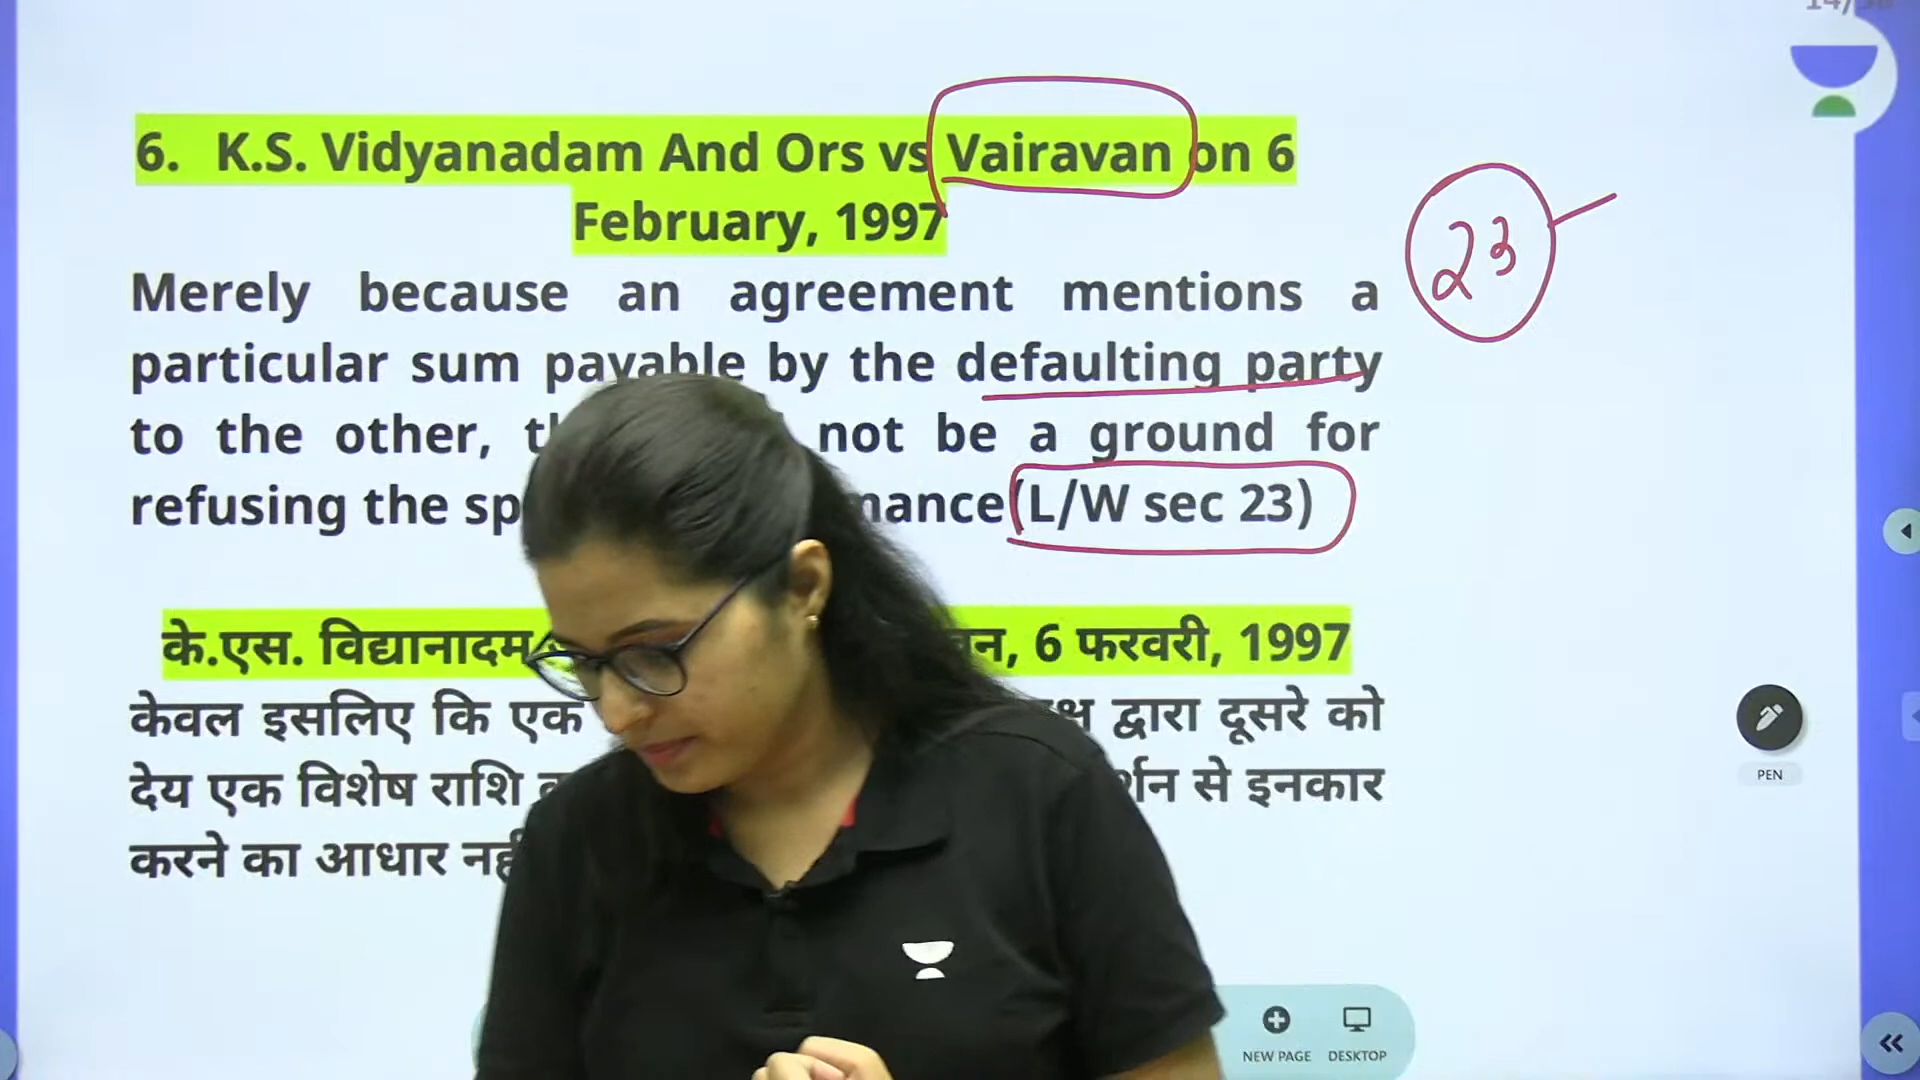 6. K.S. Vidyanadam And Ors vs Vairavan on 6
February, 1997
23
Merely because an agreement mentions a
particular sum payable by the defaulting party
to the other, not be a ground for
refusing the
(L/W sec 23)
के.एस. विद्यानादम 6 फरवरी, 1997
केवल इसलिए कि एक द्वारा दूसरे को
देय एक विशेष राशि से इनकार
करने का आधार
PEN
NEW PAGE DESKTOP